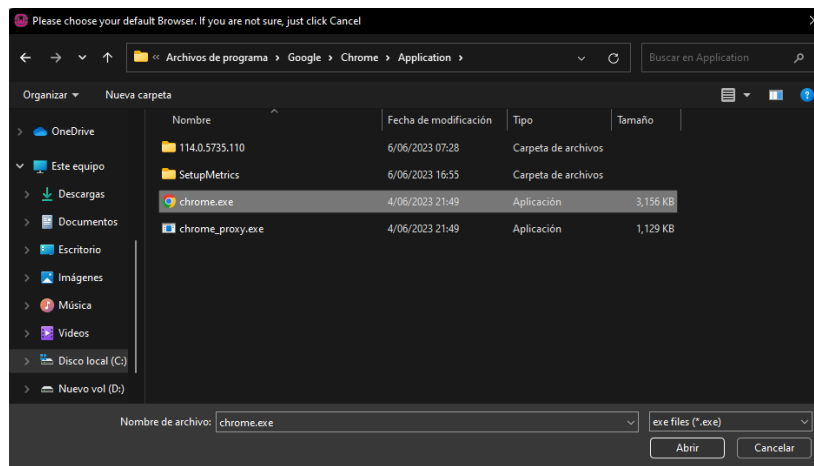 Please choose your default Browser. If you are not sure, just click Cancel
« Archivos de programa › Google › Chrome › Application ›
Buscar en Application
Organizar
Nueva carpeta
Nombre Fecha de modificación Tipo Tamaño
OneDrive
Este equipo
Descargas
Documentos
Escritorio
Imágenes
Música
Videos
Disco local (C:)
Nuevo vol (D:)
114.0.5735.110 6/06/2023 07:28 Carpeta de archivos
SetupMetrics 6/06/2023 16:55 Carpeta de archivos
chrome.exe 4/06/2023 21:49 Aplicación 3,156 KB
chrome_proxy.exe 4/06/2023 21:49 Aplicación 1,129 KB
Nombre de archivo: chrome.exe
exe files (*.exe)
Abrir Cancelar